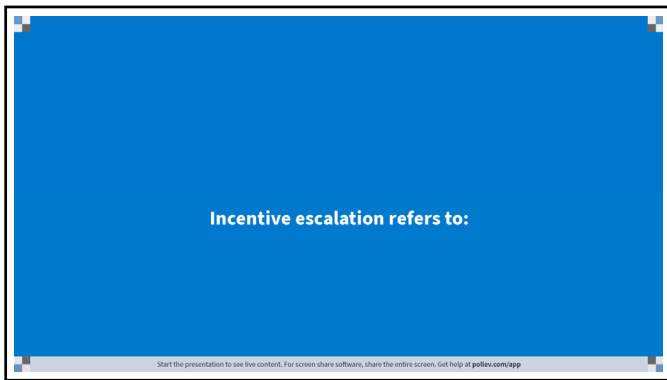 Incentive escalation refers to:
Start the presentation to see live content. For screen share software, share the entire screen. Get help at pollev.com/app